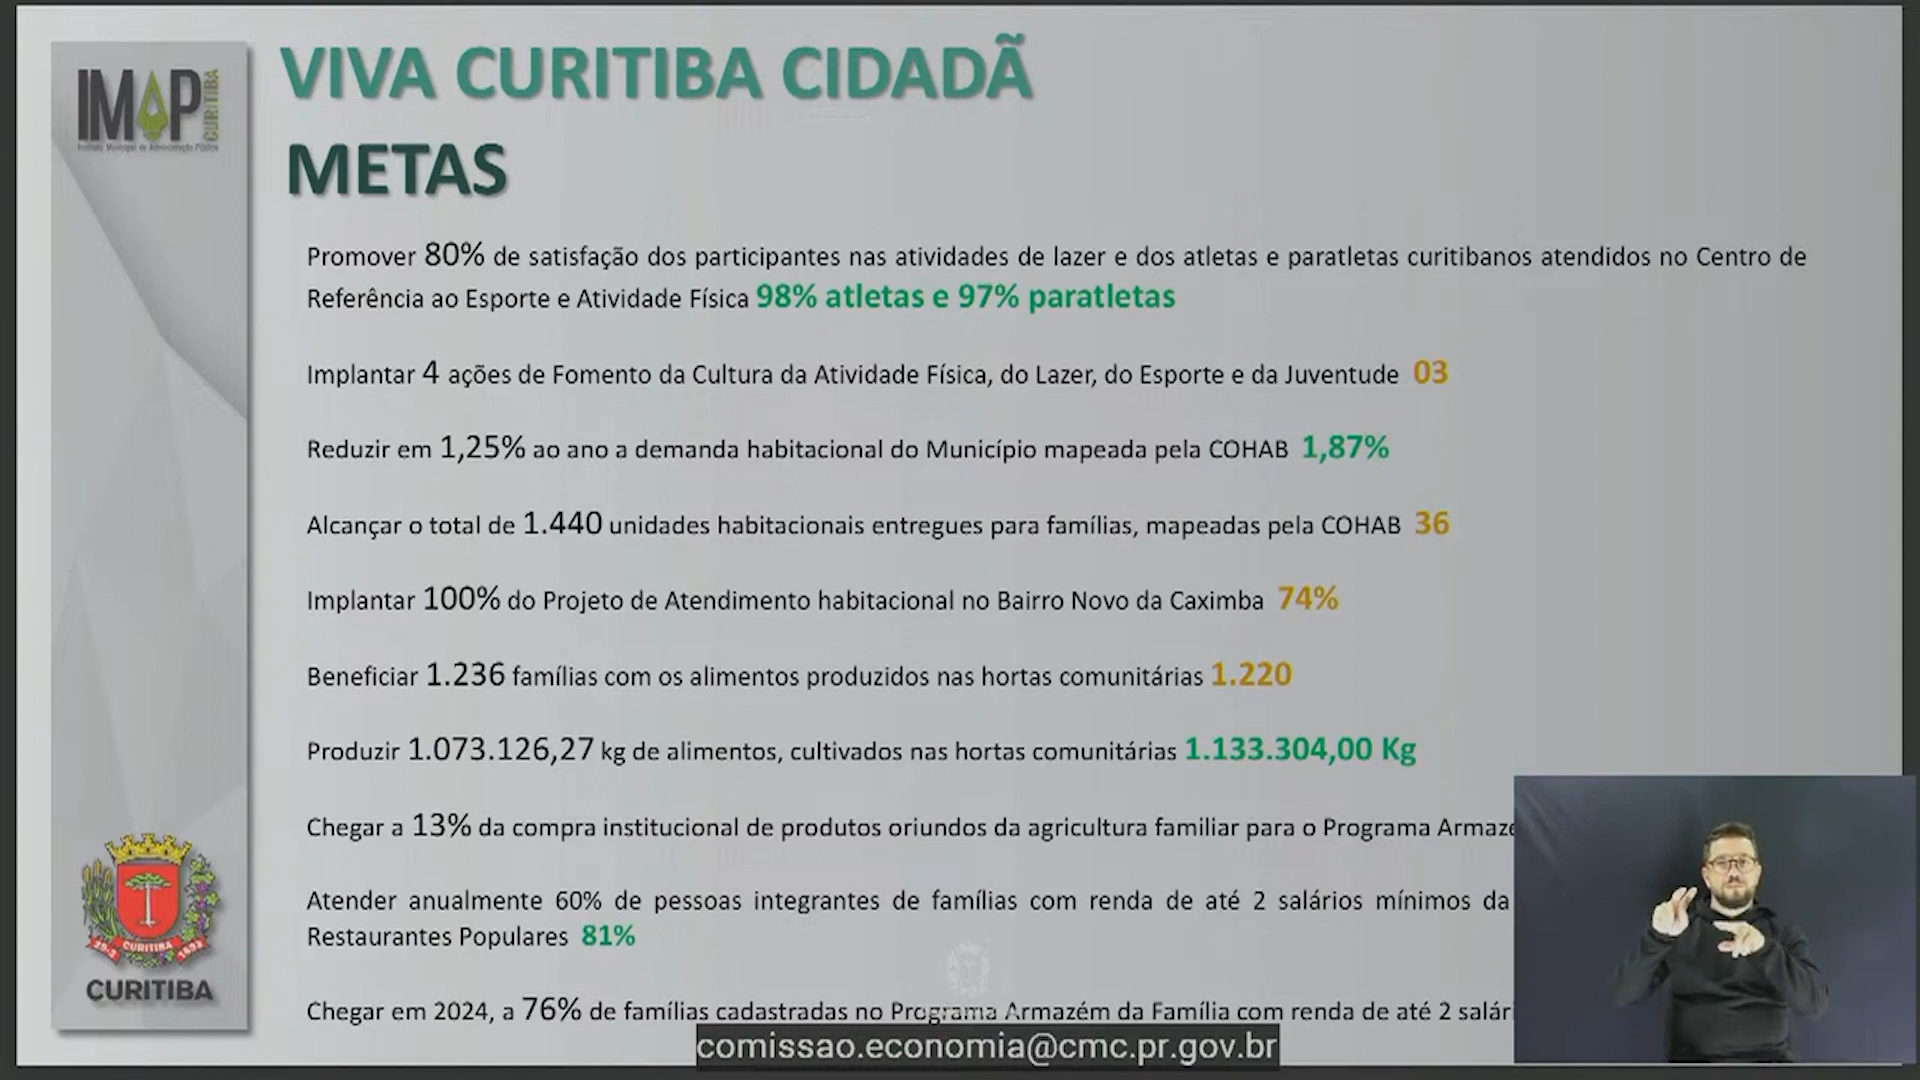 IMAP CURITIBA
Instituto Municipal de Administração Pública
VIVA CURITIBA CIDADÃ
METAS
Promover 80% de satisfação dos participantes nas atividades de lazer e dos atletas e paratletas curitibanos atendidos no Centro de
Referência ao Esporte e Atividade Física 98% atletas e 97% paratletas
Implantar 4 ações de Fomento da Cultura da Atividade Física, do Lazer, do Esporte e da Juventude 03
Reduzir em 1,25% ao ano a demanda habitacional do Município mapeada pela COHAB 1,87%
Alcançar o total de 1.440 unidades habitacionais entregues para famílias, mapeadas pela COHAB 36
Implantar 100% do Projeto de Atendimento habitacional no Bairro Novo da Caximba 74%
Beneficiar 1.236 famílias com os alimentos produzidos nas hortas comunitárias 1.220
Produzir 1.073.126,27 kg de alimentos, cultivados nas hortas comunitárias 1.133.304,00 Kg
Chegar a 13% da compra institucional de produtos oriundos da agricultura familiar para o Programa
Atender anualmente 60% de pessoas integrantes de famílias com renda de até 2 salários mínimos da
Restaurantes Populares 81%
Chegar em 2024, a 76% de famílias cadastradas no Programa Armazém da Família com renda de até 2
29-3 CURITIBA 1693
CURITIBA
comissao.economia@cmc.pr.gov.br